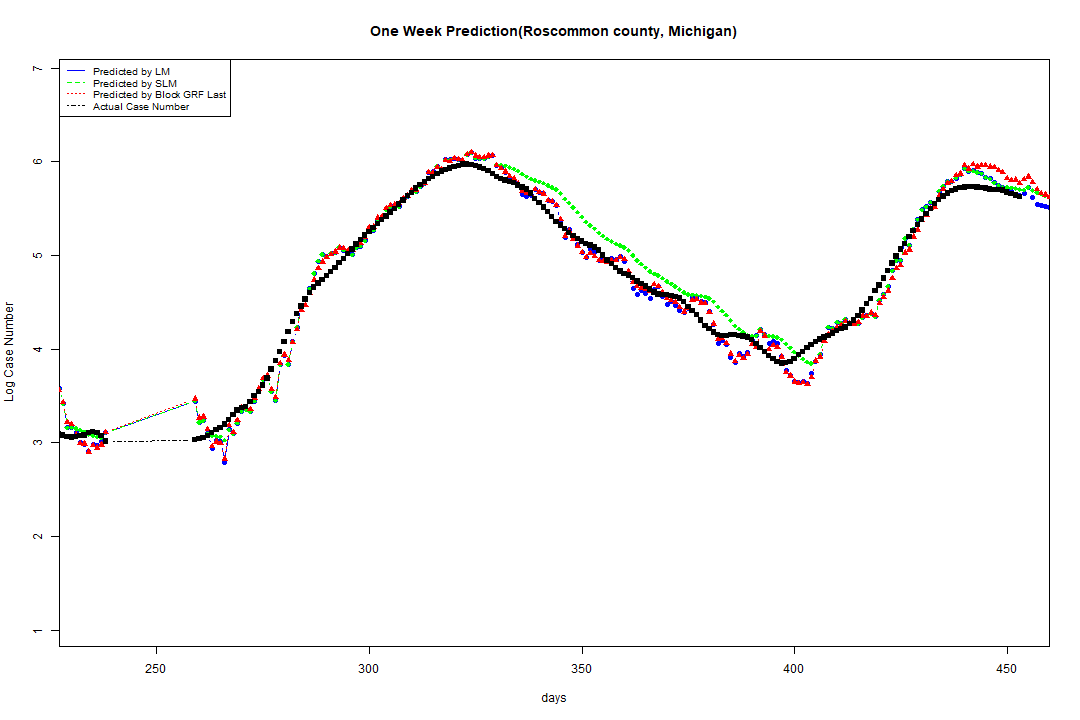 One Week Prediction(Roscommon county, Michigan)
Predicted by LM
Predicted by SLM
Predicted by Block GRF Last
Actual Case Number
7
6
5
4
3
2
1
Log Case Number
250 300 350 400 450
days